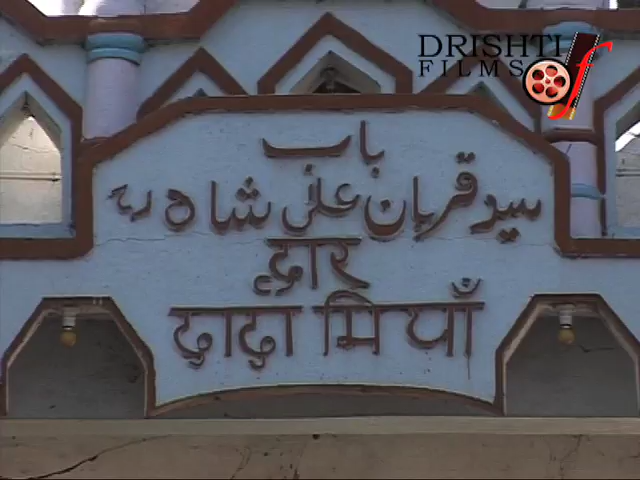 DRISHTI
FILMS
باب
سید قربان علی شاہ رح
द्वार
दादा मियाँ